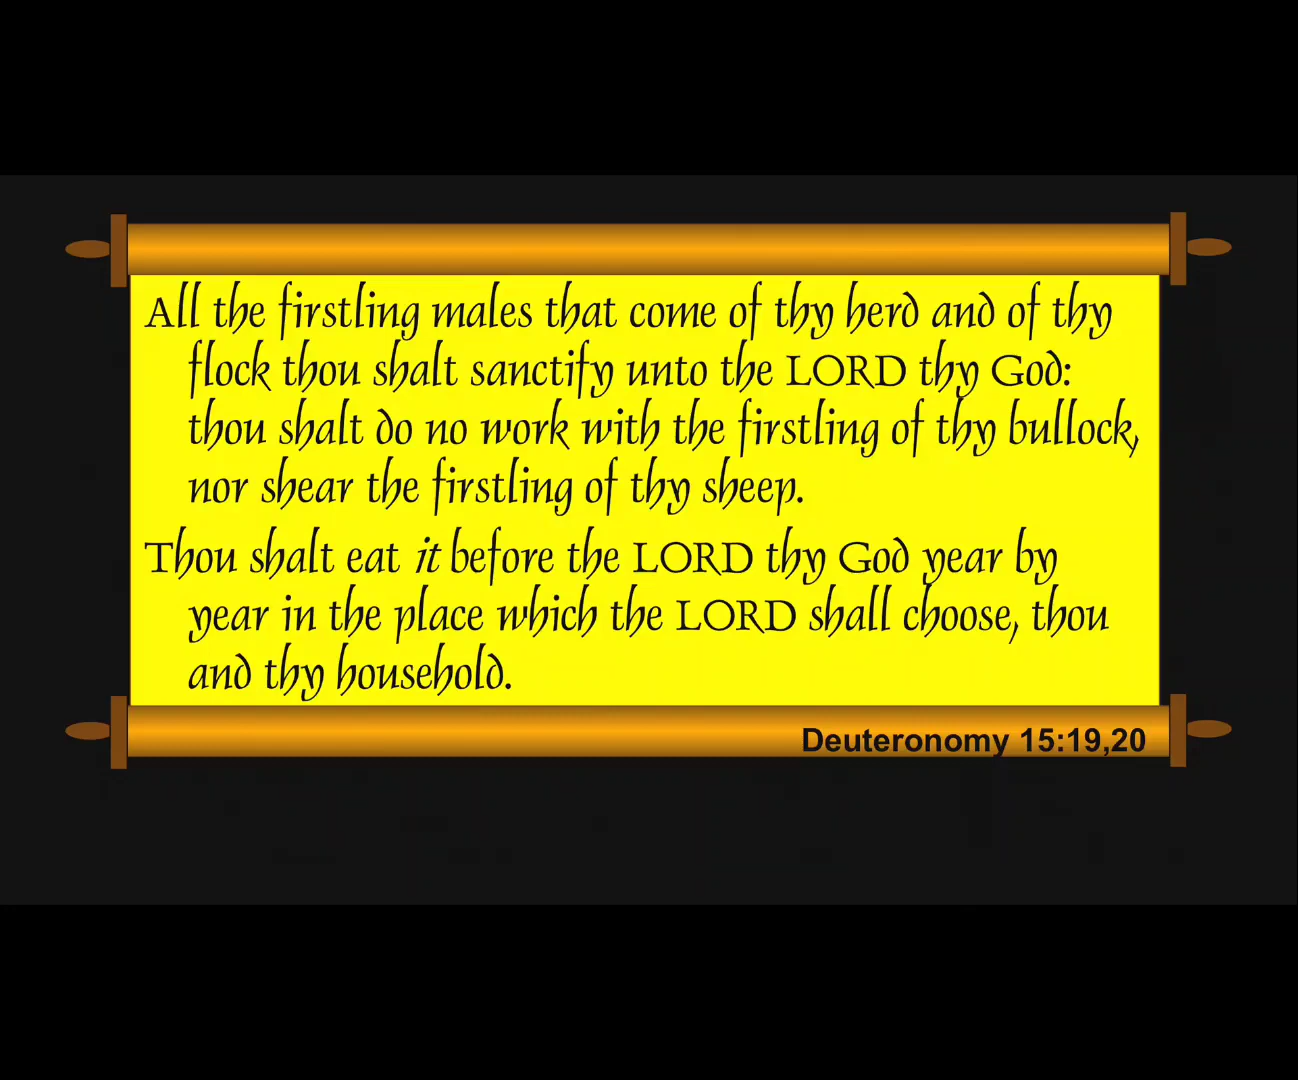 All the firstling males that come of thy herd and of thy
flock thou shalt sanctify unto the LORD thy God:
thou shalt do no work with the firstling of thy bullock,
nor shear the firstling of thy sheep.
Thou shalt eat it before the LORD thy God year by
year in the place which the LORD shall choose, thou
and thy household.
Deuteronomy 15:19,20